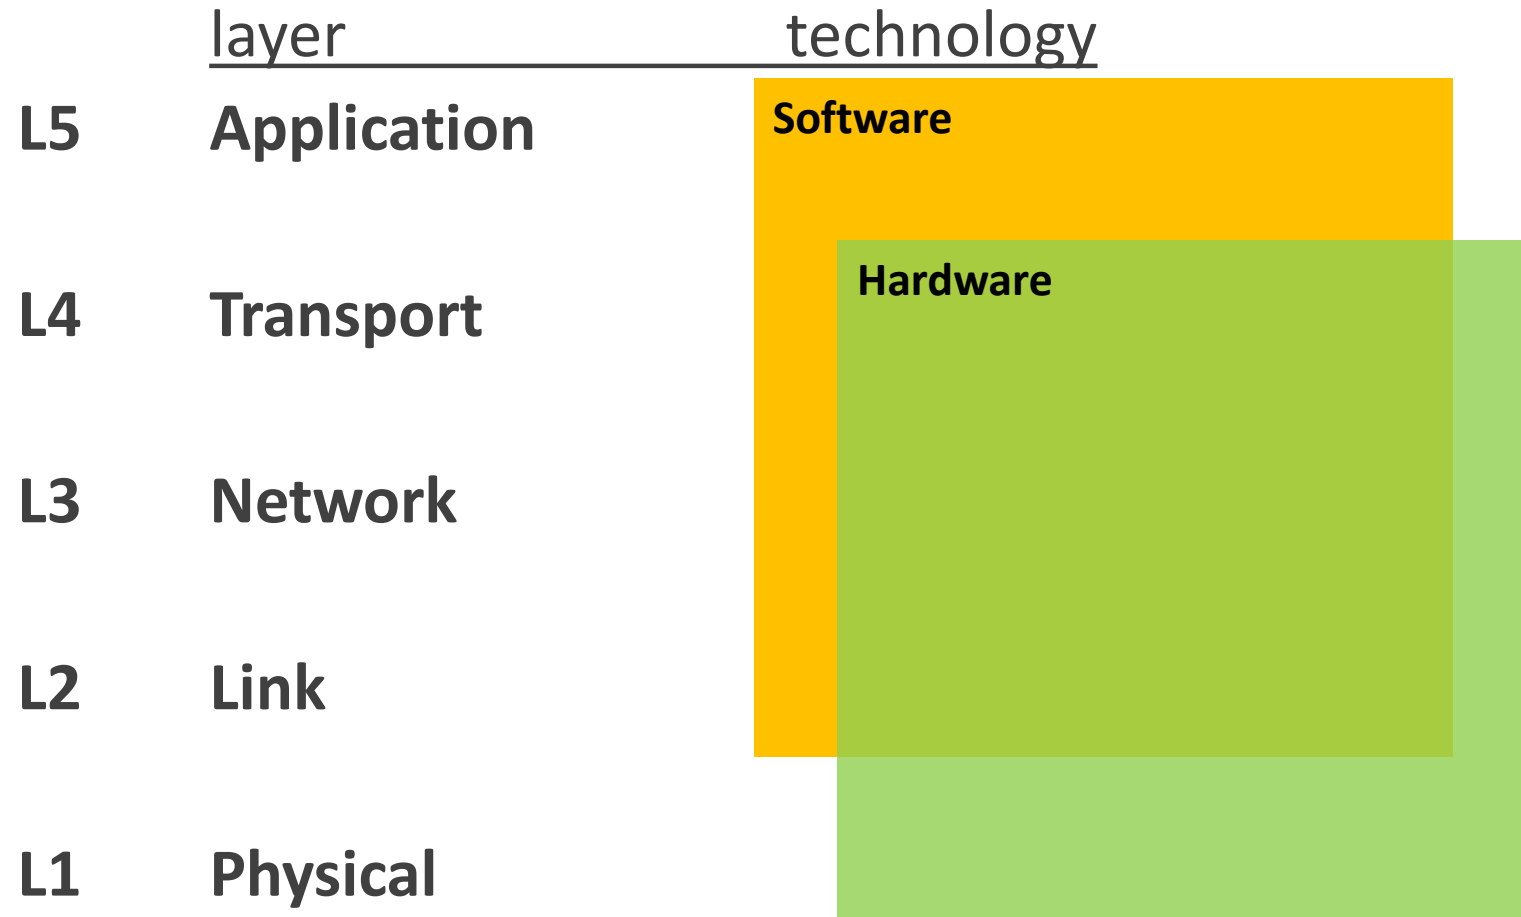 layer technology
L5 Application Software
Hardware
L4 Transport
L3 Network
L2 Link
L1 Physical